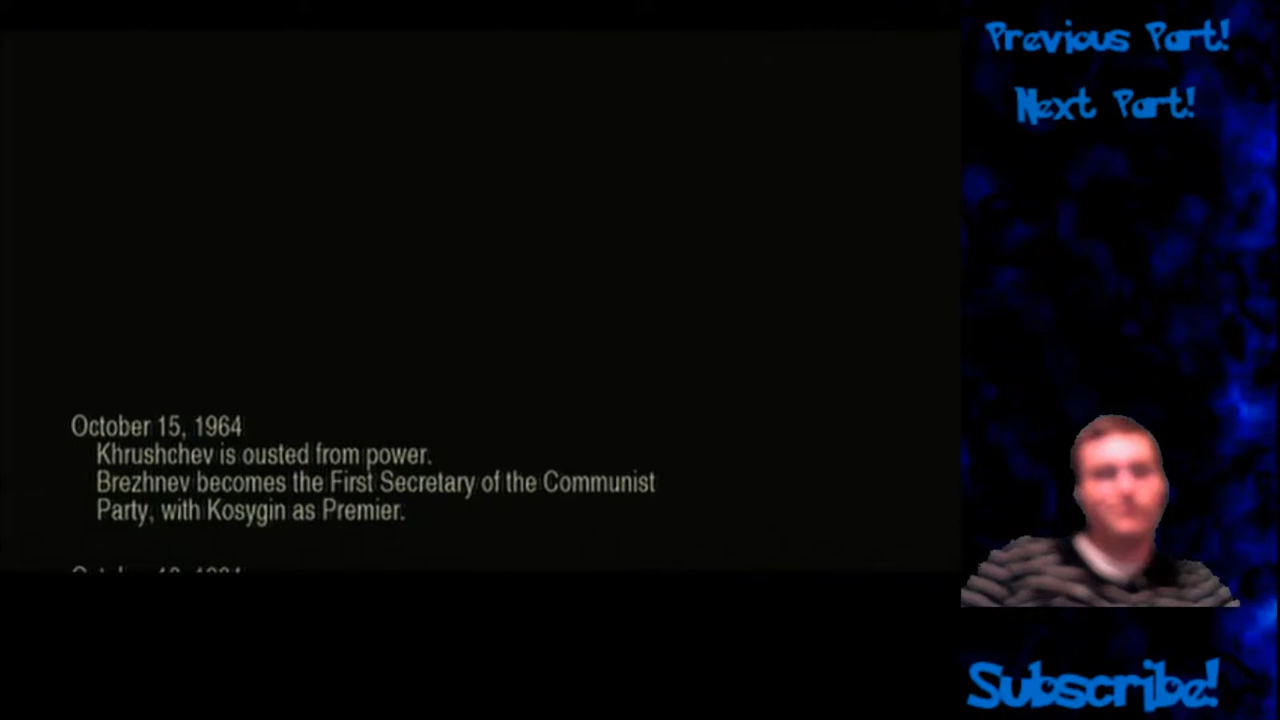 Previous Part!
Next Part!
October 15, 1964
Khrushchev is ousted from power.
Brezhnev becomes the First Secretary of the Communist
Party, with Kosygin as Premier.
Subscribe!